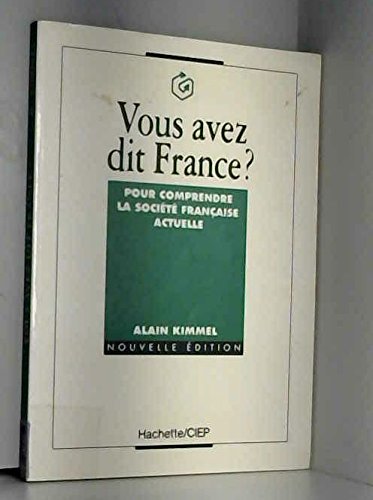 Vous avez
dit France?
POUR COMPRENDRE
LA SOCIÉTÉ FRANÇAISE
ACTUELLE
ALAIN KIMMEL
NOUVELLE ÉDITION
Hachette/CIEP